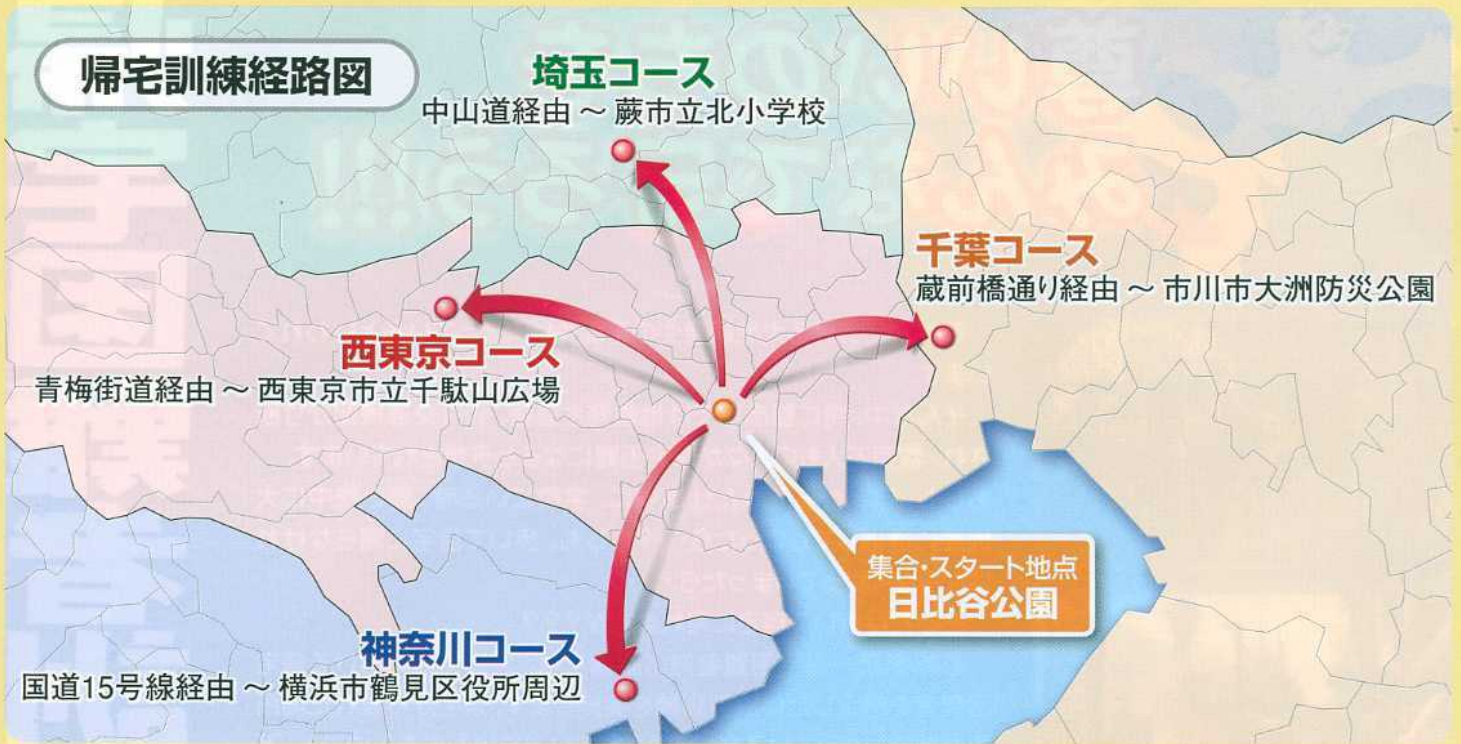 帰宅訓練経路図
埼玉コース
中山道経由 ～ 蕨市立北小学校
千葉コース
蔵前橋通り経由 ～ 市川市大洲防災公園
西東京コース
青梅街道経由 ～ 西東京市立千駄山広場
集合・スタート地点
日比谷公園
神奈川コース
国道15号線経由 ～ 横浜市鶴見区役所周辺